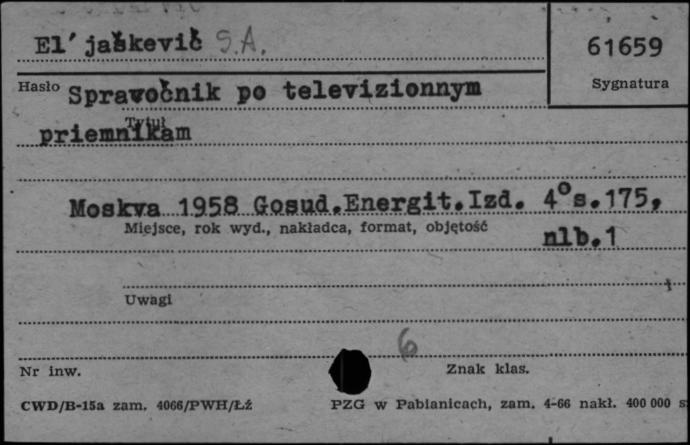 El'jaškevič S.A.
61659
Hasło
Sygnatura
Spravočnik po televizionnym
Tytuł
priemnikam
Moskva 1958 Gosud.Energit.Izd. 4° s.175,
Miejsce, rok wyd., nakładca, format, objętość
nlb.1
Uwagi
6
Nr inw.
Znak klas.
CWD/B-15a zam. 4066/PWH/Łź
PZG w Pabianicach, zam. 4-66 nakł. 400 000 s